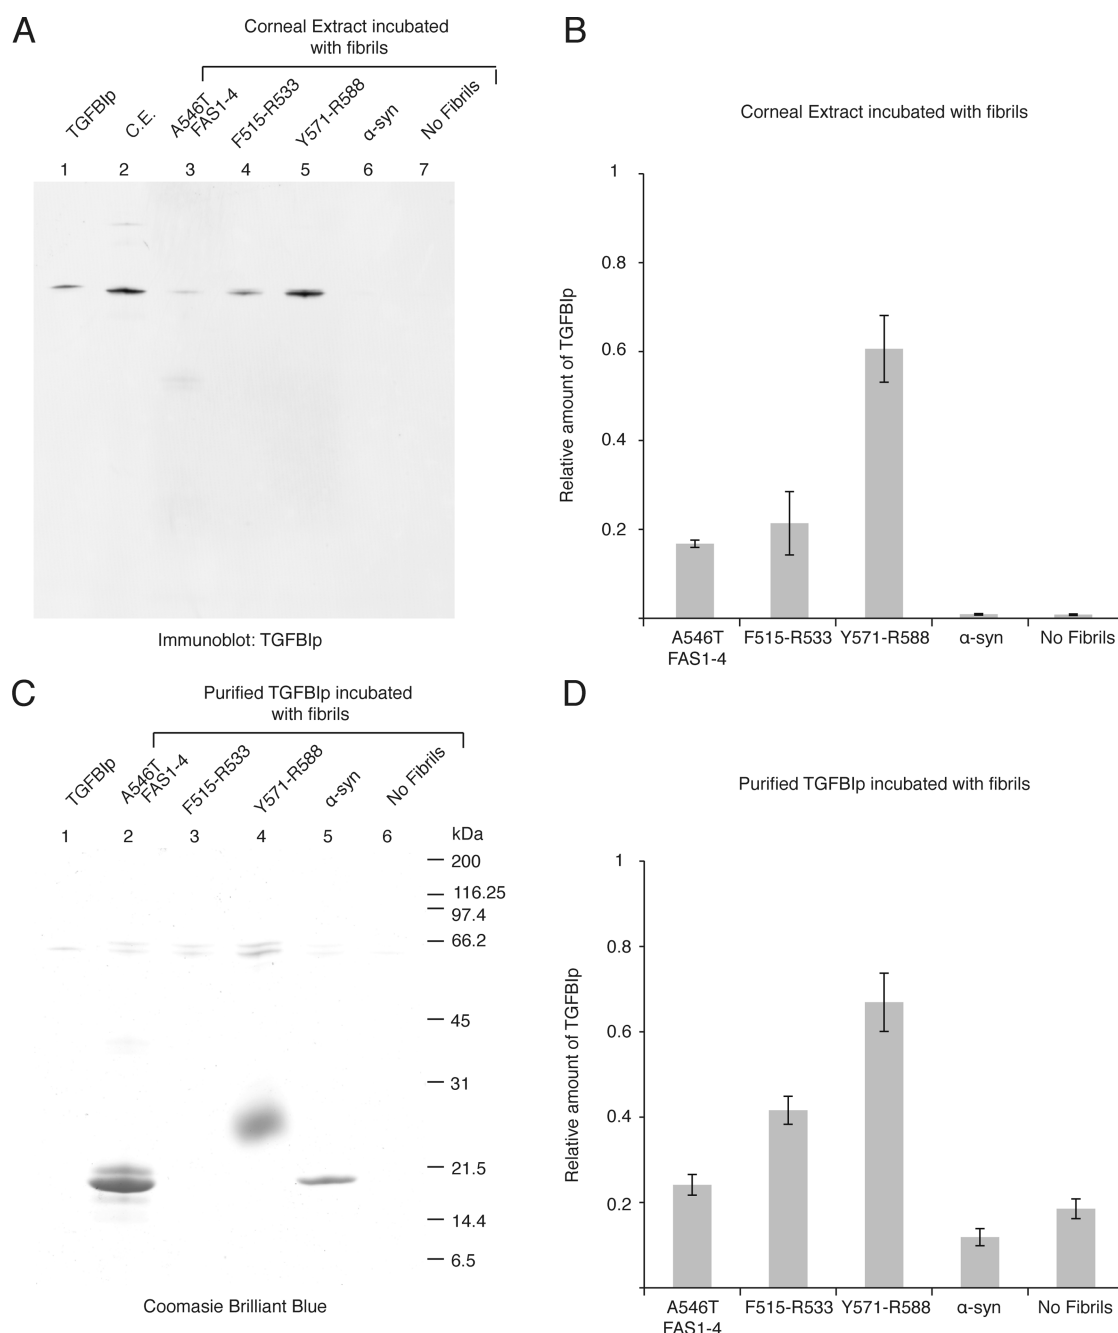 A
Corneal Extract incubated
with fibrils
TGFBIp
C.E.
A546T
FAS1-4
F515-R533
Y571-R588
α-syn
No Fibrils
1 2 3 4 5 6 7
Immunoblot: TGFBIp
B
Corneal Extract incubated with fibrils
Relative amount of TGFBIp
1
0.8
0.6
0.4
0.2
A546T
FAS1-4
F515-R533
Y571-R588
α-syn
No Fibrils
C
Purified TGFBIp incubated
with fibrils
TGFBIp
A546T
FAS1-4
F515-R533
Y571-R588
α-syn
No Fibrils
1 2 3 4 5 6
kDa
200
116.25
97.4
66.2
45
31
21.5
14.4
6.5
Coomasie Brilliant Blue
D
Purified TGFBIp incubated with fibrils
Relative amount of TGFBIp
1
0.8
0.6
0.4
0.2
A546T
FAS1-4
F515-R533
Y571-R588
α-syn
No Fibrils